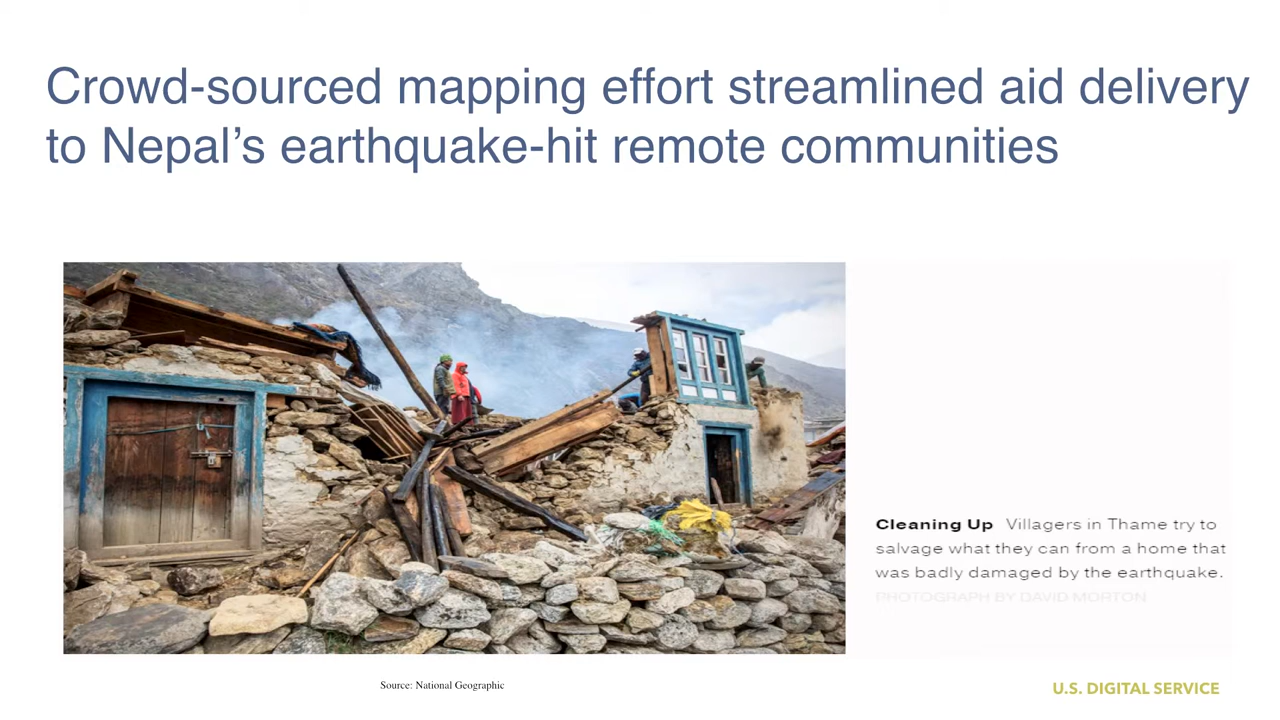 Crowd-sourced mapping effort streamlined aid delivery
to Nepal’s earthquake-hit remote communities
Cleaning Up Villagers in Thame try to
salvage what they can from a home that
was badly damaged by the earthquake.
PHOTOGRAPH BY DAVID MORTON
Source: National Geographic
U.S. DIGITAL SERVICE